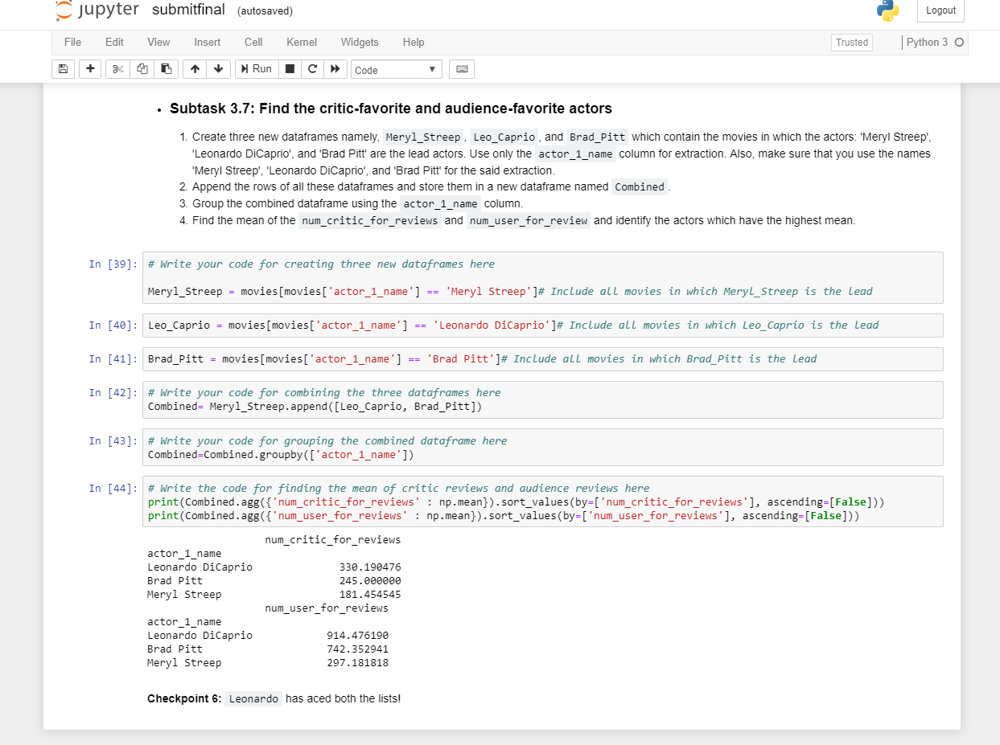 jupyter submitfinal (autosaved)
Logout
File Edit View Insert Cell Kernel Widgets Help
Trusted
Python 3
Run
Code
• Subtask 3.7: Find the critic-favorite and audience-favorite actors
1. Create three new dataframes namely, Meryl_Streep , Leo_Caprio , and Brad_Pitt which contain the movies in which the actors: 'Meryl Streep',
'Leonardo DiCaprio', and 'Brad Pitt' are the lead actors. Use only the actor_1_name column for extraction. Also, make sure that you use the names
'Meryl Streep', 'Leonardo DiCaprio', and 'Brad Pitt' for the said extraction.
2. Append the rows of all these dataframes and store them in a new dataframe named Combined .
3. Group the combined dataframe using the actor_1_name column.
4. Find the mean of the num_critic_for_reviews and num_user_for_review and identify the actors which have the highest mean.
In [39]: # Write your code for creating three new dataframes here
Meryl_Streep = movies[movies['actor_1_name'] == 'Meryl Streep']# Include all movies in which Meryl_Streep is the lead
In [40]: Leo_Caprio = movies[movies['actor_1_name'] == 'Leonardo DiCaprio']# Include all movies in which Leo_Caprio is the lead
In [41]: Brad_Pitt = movies[movies['actor_1_name'] == 'Brad Pitt']# Include all movies in which Brad_Pitt is the lead
In [42]: # Write your code for combining the three dataframes here
Combined= Meryl_Streep.append([Leo_Caprio, Brad_Pitt])
In [43]: # Write your code for grouping the combined dataframe here
Combined=Combined.groupby(['actor_1_name'])
In [44]: # Write the code for finding the mean of critic reviews and audience reviews here
print(Combined.agg({'num_critic_for_reviews' : np.mean}).sort_values(by=['num_critic_for_reviews'], ascending=[False]))
print(Combined.agg({'num_user_for_reviews' : np.mean}).sort_values(by=['num_user_for_reviews'], ascending=[False]))
num_critic_for_reviews
actor_1_name
Leonardo DiCaprio 330.190476
Brad Pitt 245.000000
Meryl Streep 181.454545
num_user_for_reviews
actor_1_name
Leonardo DiCaprio 914.476190
Brad Pitt 742.352941
Meryl Streep 297.181818
Checkpoint 6: Leonardo has aced both the lists!